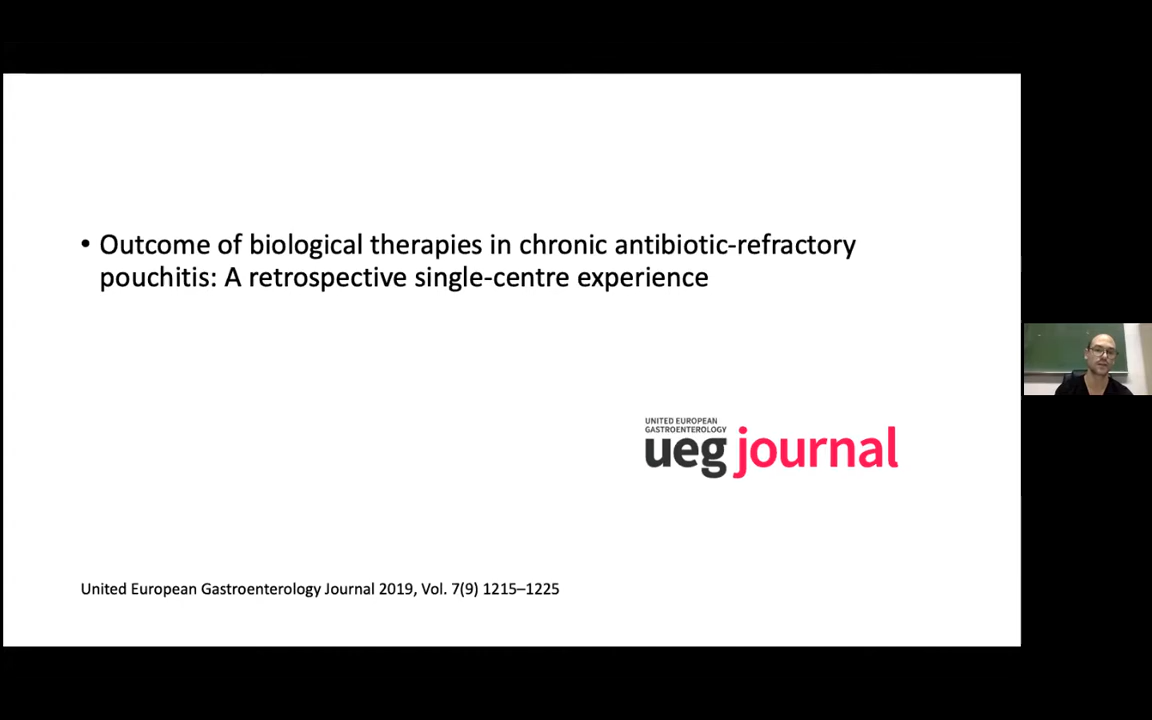 • Outcome of biological therapies in chronic antibiotic-refractory
pouchitis: A retrospective single-centre experience
UNITED EUROPEAN
GASTROENTEROLOGY
ueg journal
United European Gastroenterology Journal 2019, Vol. 7(9) 1215–1225